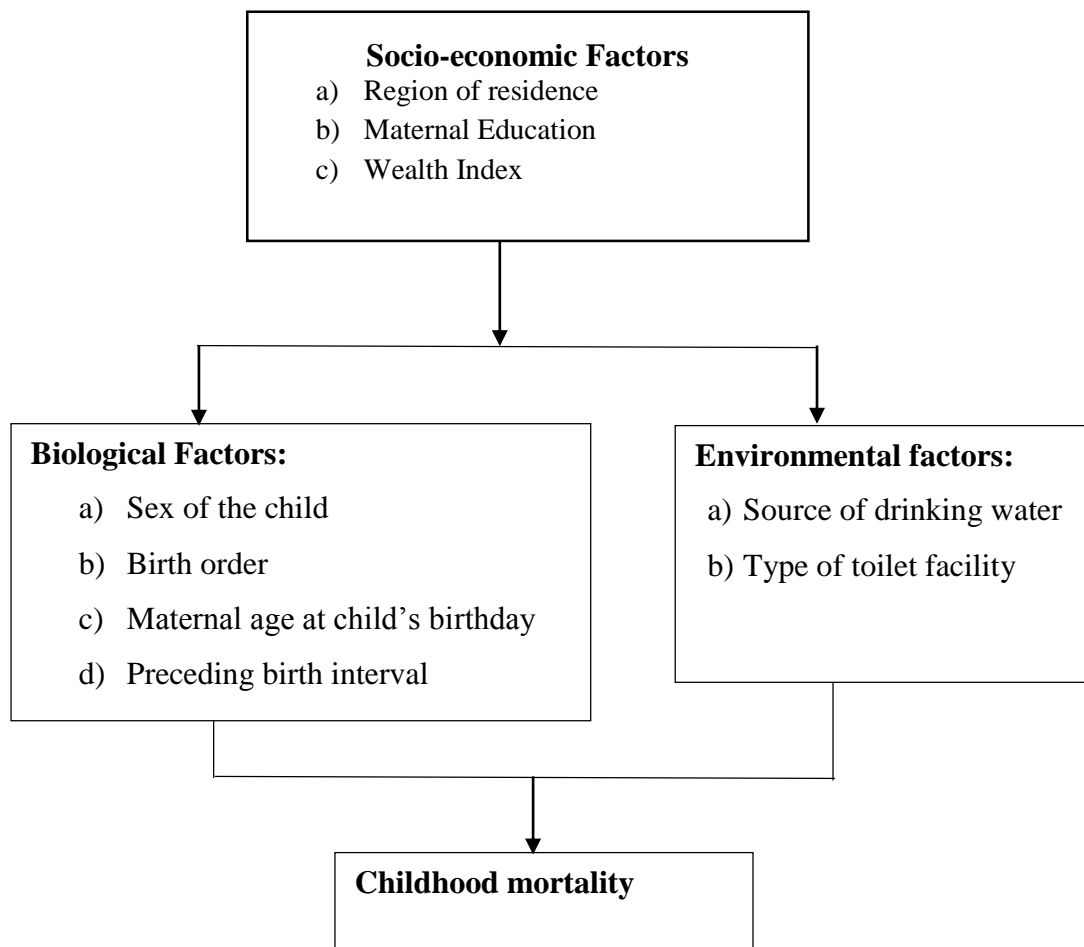 Socio-economic Factors
a) Region of residence
b) Maternal Education
c) Wealth Index
Biological Factors:
a) Sex of the child
b) Birth order
c) Maternal age at child’s birthday
d) Preceding birth interval
Environmental factors:
a) Source of drinking water
b) Type of toilet facility
Childhood mortality